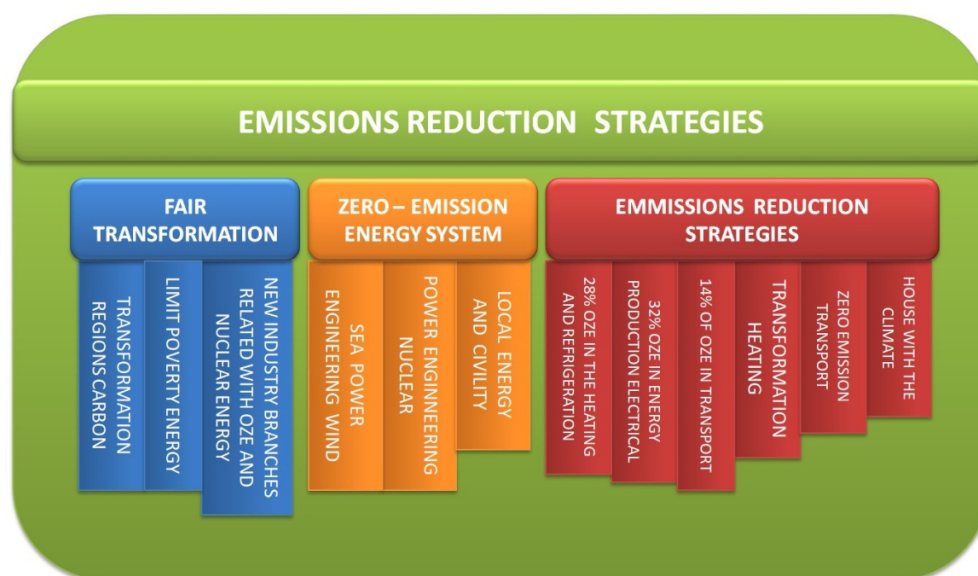 EMISSIONS REDUCTION STRATEGIES
FAIR
TRANSFORMATION
TRANSFORMATION
REGIONS CARBON
LIMIT POVERTY ENERGY
NEW INDUSTRY BRANCHES
RELATED WITH OZE AND
NUCLEAR ENERGY
ZERO – EMISSION
ENERGY SYSTEM
SEA POWER
ENGINEERING WIND
POWER ENGINNEERING
NUCLEAR
LOCAL ENERGY
AND CIVILITY
EMMISSIONS REDUCTION
STRATEGIES
28% OZE IN THE HEATING
AND REFRIGERATION
32% OZE IN ENERGY
PRODUCTION ELECTRICAL
14% OF OZE IN TRANSPORT
TRANSFORMATION
HEATING
ZERO EMISSION
TRANSPORT
HOUSE WITH THE
CLIMATE